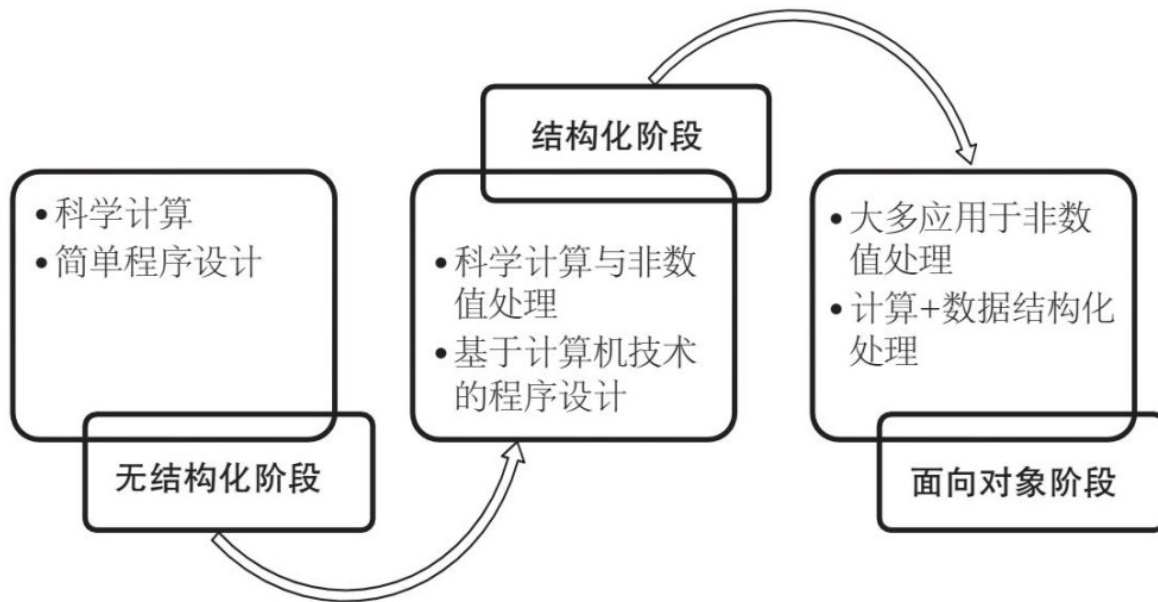 • 科学计算
• 简单程序设计
无结构化阶段
结构化阶段
• 科学计算与非数
值处理
• 基于计算机技术
的程序设计
• 大多应用于非数
值处理
• 计算+数据结构化
处理
面向对象阶段